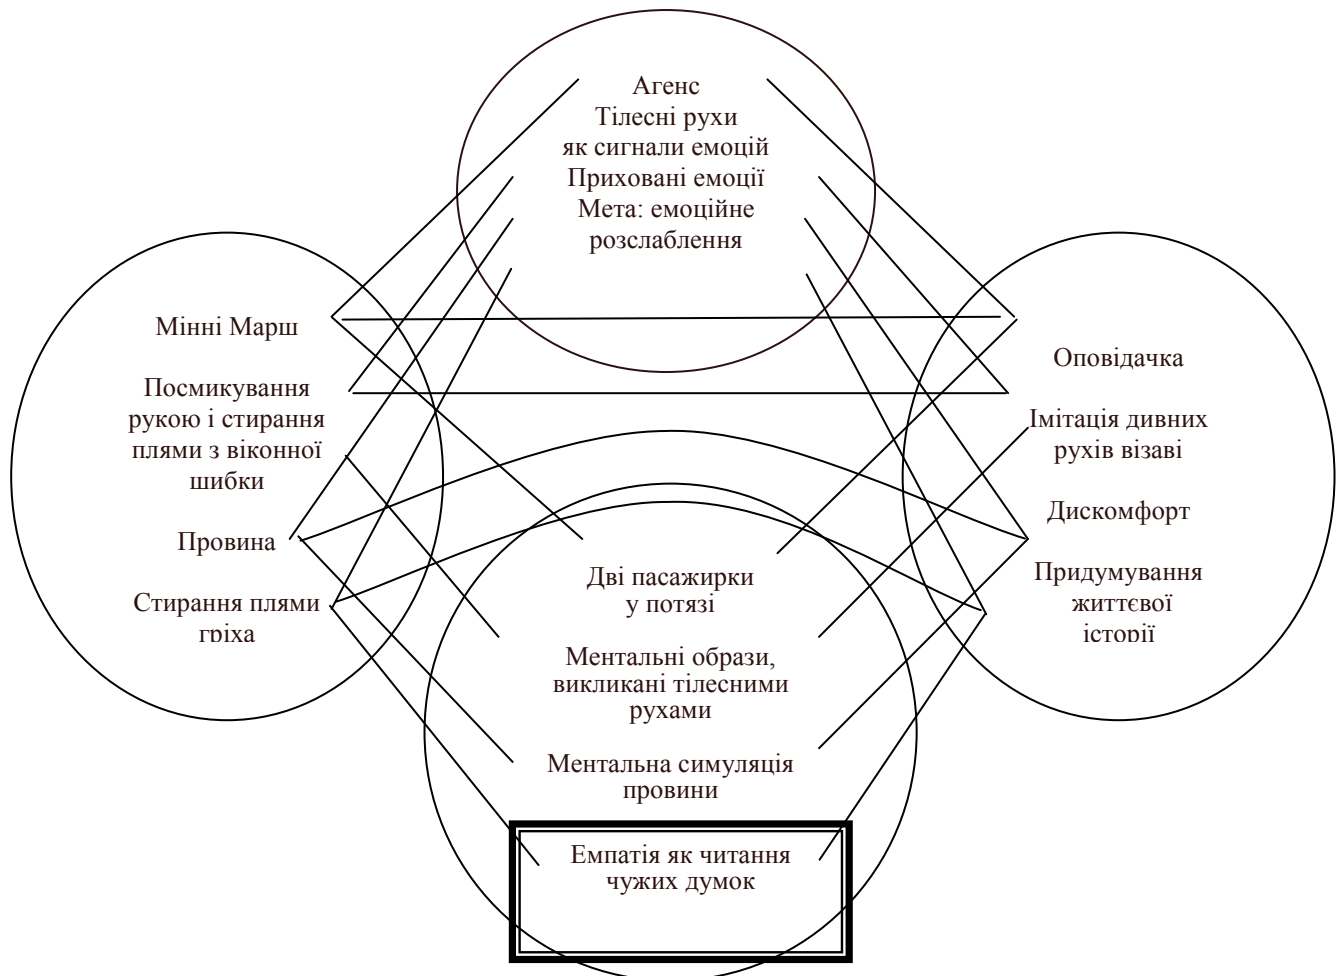 Агенс
Тілесні рухи
як сигнали емоцій
Приховані емоції
Мета: емоційне
розслаблення
Мінні Марш
Посмикування
рукою і стирання
плями з віконної
шибки
Провина
Стирання плями
гріха
Оповідачка
Імітація дивних
рухів візаві
Дискомфорт
Придумування
життєвої
історії
Дві пасажирки
у потязі
Ментальні образи,
викликані тілесними
рухами
Ментальна симуляція
провини
Емпатія як читання
чужих думок